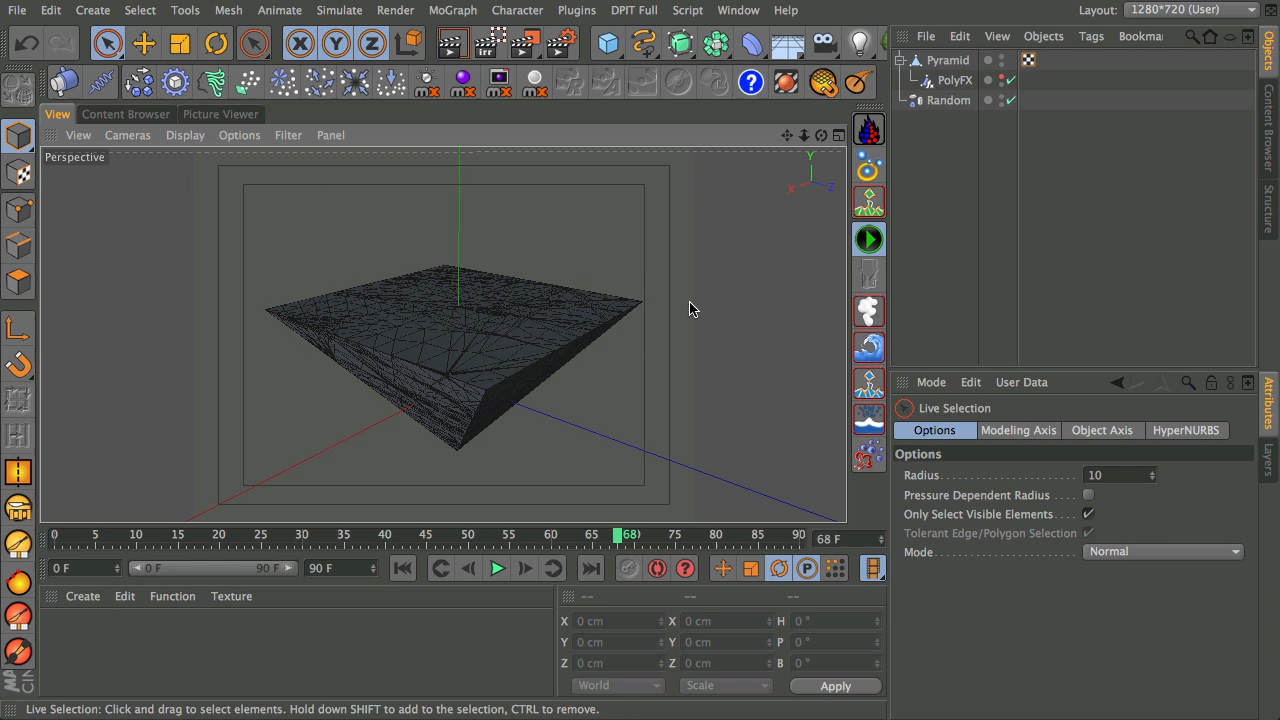 File Edit Create Select Tools Mesh Animate Simulate Render MoGraph Character Plugins DPIT Full Script Window Help Layout: 1280*720 (User)
File Edit View Objects Tags Bookma
X Y Z
Pyramid
PolyFX
Random
View Content Browser Picture Viewer
View Cameras Display Options Filter Panel
Perspective
Y
X Z
Objects
Content Browser
Structure
Attributes
Layers
Mode Edit User Data
Live Selection
Options Modeling Axis Object Axis HyperNURBS
Options
Radius 10
Pressure Dependent Radius
Only Select Visible Elements
Tolerant Edge/Polygon Selection
Mode Normal
0 5 10 15 20 25 30 35 40 45 50 55 60 65 68 75 80 85 90 68 F
0 F 0 F 90 F 90 F
Create Edit Function Texture
-- -- --
X 0 cm X 0 cm H 0 °
Y 0 cm Y 0 cm P 0 °
Z 0 cm Z 0 cm B 0 °
World Scale Apply
Live Selection: Click and drag to select elements. Hold down SHIFT to add to the selection, CTRL to remove.